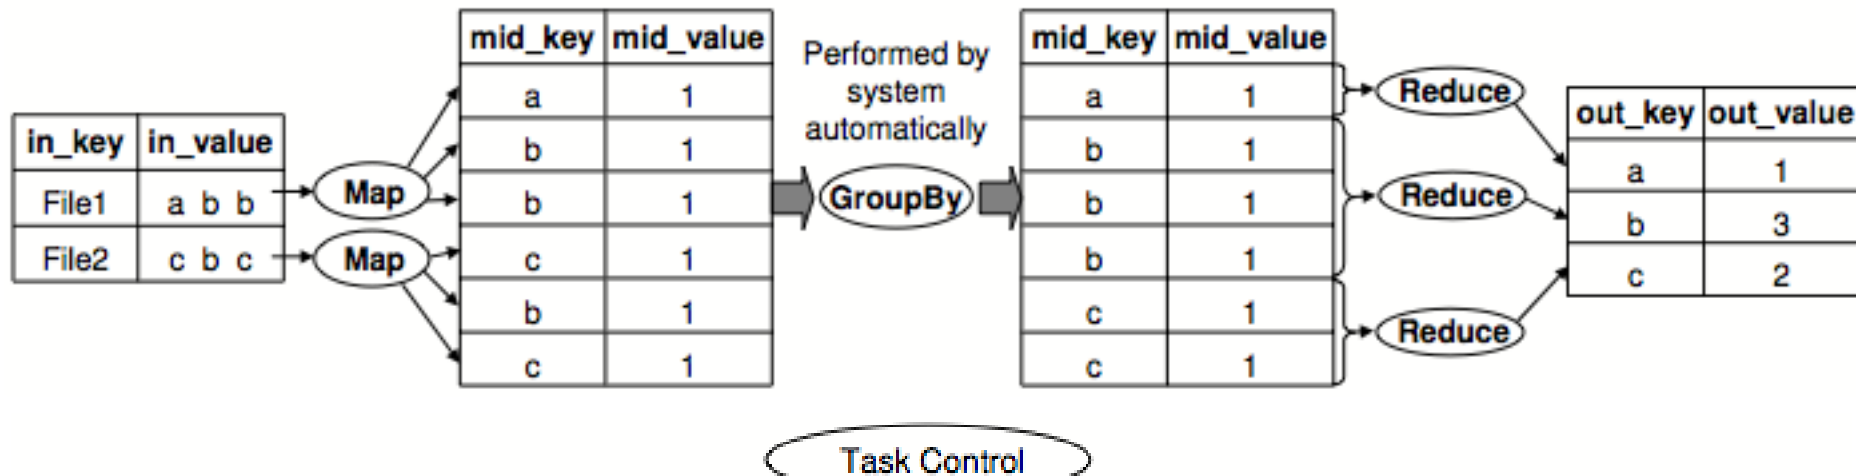 in_key in_value
File1 a b b
File2 c b c
Map
Map
mid_key mid_value
a 1
b 1
b 1
c 1
b 1
c 1
Performed by
system
automatically
GroupBy
mid_key mid_value
a 1
b 1
b 1
b 1
c 1
c 1
Reduce
Reduce
Reduce
out_key out_value
a 1
b 3
c 2
Task Control